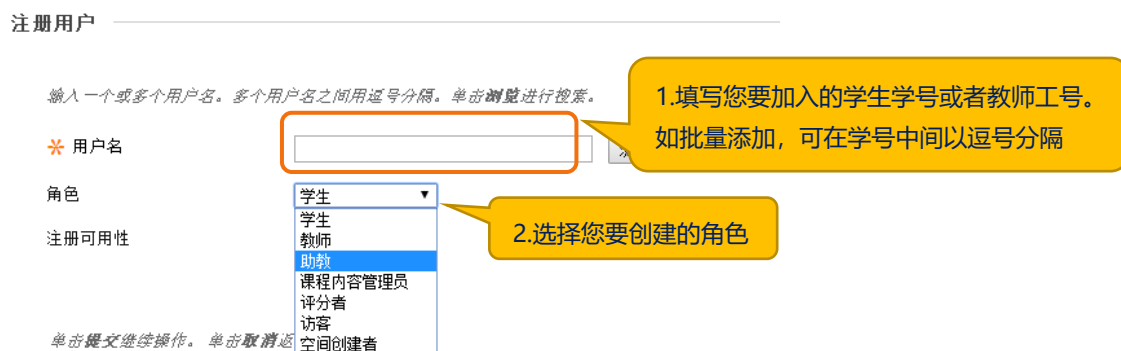 注册用户
输入一个或多个用户名。多个用户名之间用逗号分隔。单击浏览进行搜索。
1.填写您要加入的学生学号或者教师工号。
如批量添加，可在学号中间以逗号分隔
用户名
角色
学生
2.选择您要创建的角色
注册可用性
学生
教师
助教
课程内容管理员
评分者
访客
空间创建者
单击提交继续操作。 单击取消返